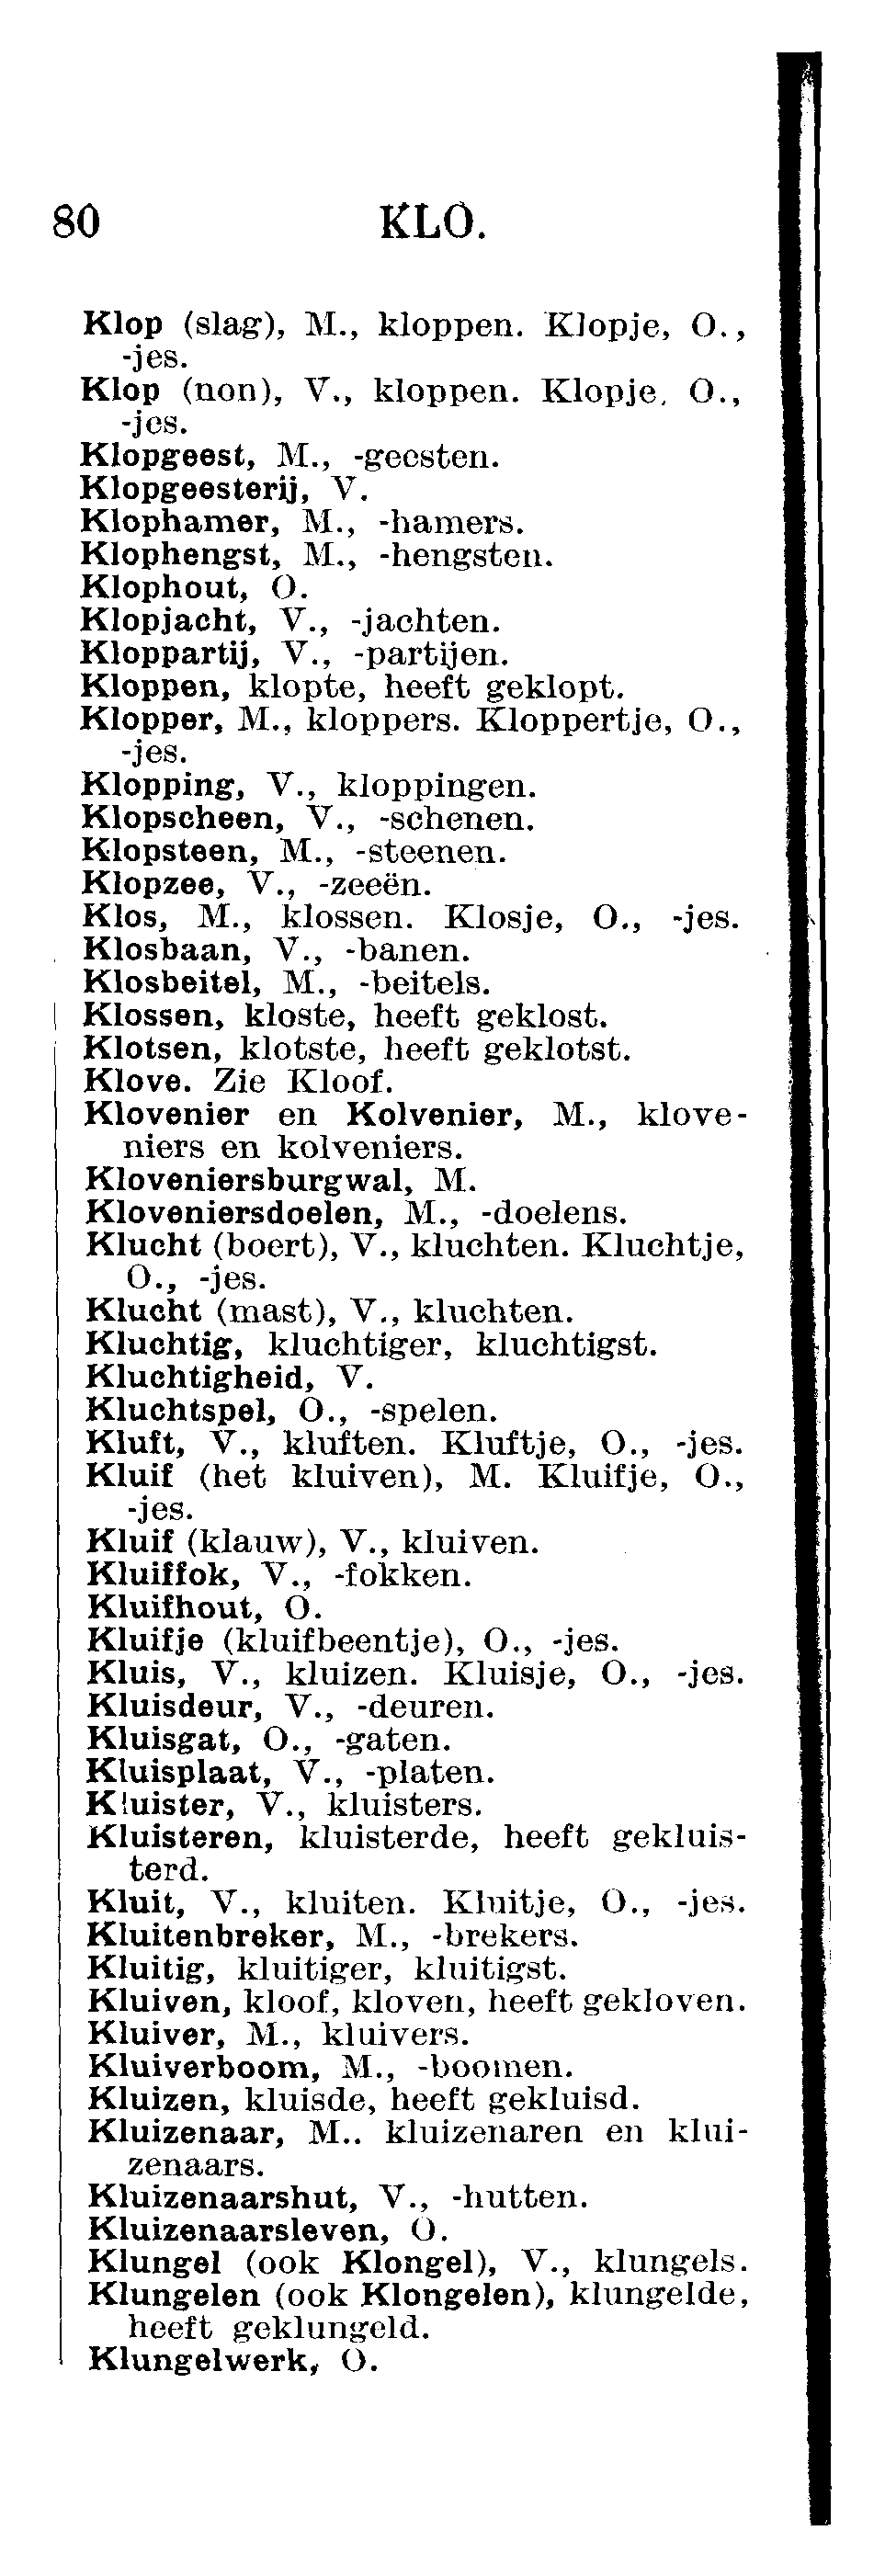 80 KLO.
Klop (slag), M., kloppen. Klopje, O.,
-jes.
Klop (non), V., kloppen. Klopje, O.,
-jes.
Klopgeest, M., -geesten.
Klopgeesterij, V.
Klophamer, M., -hamers.
Klophengst, M., -hengsten.
Klophout, O.
Klopjacht, V., -jachten.
Kloppartij, V., -partijen.
Kloppen, klopte, heeft geklopt.
Klopper, M., kloppers. Kloppertje, O.,
-jes.
Klopping, V., kloppingen.
Klopscheen, V., -schenen.
Klopsteen, M., -steenen.
Klopzee, V., -zeeën.
Klos, M., klossen. Klosje, O., -jes.
Klosbaan, V., -banen.
Klosbeitel, M., -beitels.
Klossen, kloste, heeft geklost.
Klotsen, klotste, heeft geklotst.
Klove. Zie Kloof.
Klovenier en Kolvenier, M., klove-
niers en kolveniers.
Kloveniersburgwal, M.
Kloveniersdoelen, M., -doelens.
Klucht (boert), V., kluchten. Kluchtje,
O., -jes.
Klucht (mast), V., kluchten.
Kluchtig, kluchtiger, kluchtigst.
Kluchtigheid, V.
Kluchtspel, O., -spelen.
Kluft, V., kluften. Kluftje, O., -jes.
Kluif (het kluiven), M. Kluifje, O.,
-jes.
Kluif (klauw), V., kluiven.
Kluiffok, V., -fokken.
Kluifhout, O.
Kluifje (kluifbeentje), O., -jes.
Kluis, V., kluizen. Kluisje, O., -jes.
Kluisdeur, V., -deuren.
Kluisgat, O., -gaten.
Kluisplaat, V., -platen.
Kluister, V., kluisters.
Kluisteren, kluisterde, heeft gekluis-
terd.
Kluit, V., kluiten. Kluitje, O., -jes.
Kluitenbreker, M., -brekers.
Kluitig, kluitiger, kluitigst.
Kluiven, kloof, kloven, heeft gekloven.
Kluiver, M., kluivers.
Kluiverboom, M., -boomen.
Kluizen, kluisde, heeft gekluisd.
Kluizenaar, M.. kluizenaren en klui-
zenaars.
Kluizenaarshut, V., -hutten.
Kluizenaarsleven, O.
Klungel (ook Klongel), V., klungels.
Klungelen (ook Klongelen), klungelde,
heeft geklungeld.
Klungelwerk, O.